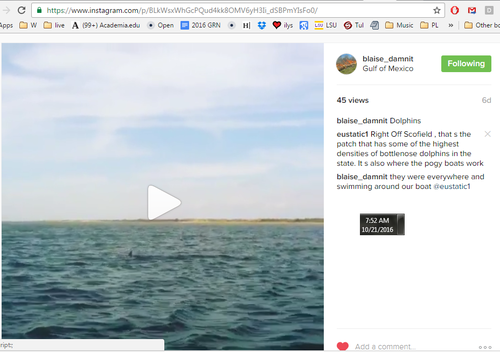 https://www.instagram.com/p/BLkWsxWhGcPQud4kk8OMV6yH3Ii_dSBPmYIsFo0/
Apps W live (99+) Academia.edu Open 2016 GRN H| ilys LSU Tul Music PL » Other bo
blaise_damnit
Gulf of Mexico
Following
45 views 6d
blaise_damnit Dolphins
eustatic1 Right Off Scofield , that s the
patch that has some of the highest
densities of bottlenose dolphins in the
state. It s also where the pogy boats work
blaise_damnit they were everywhere and
swimming around our boat @eustatic1
7:52 AM
10/21/2016
Add a comment...
ript:;